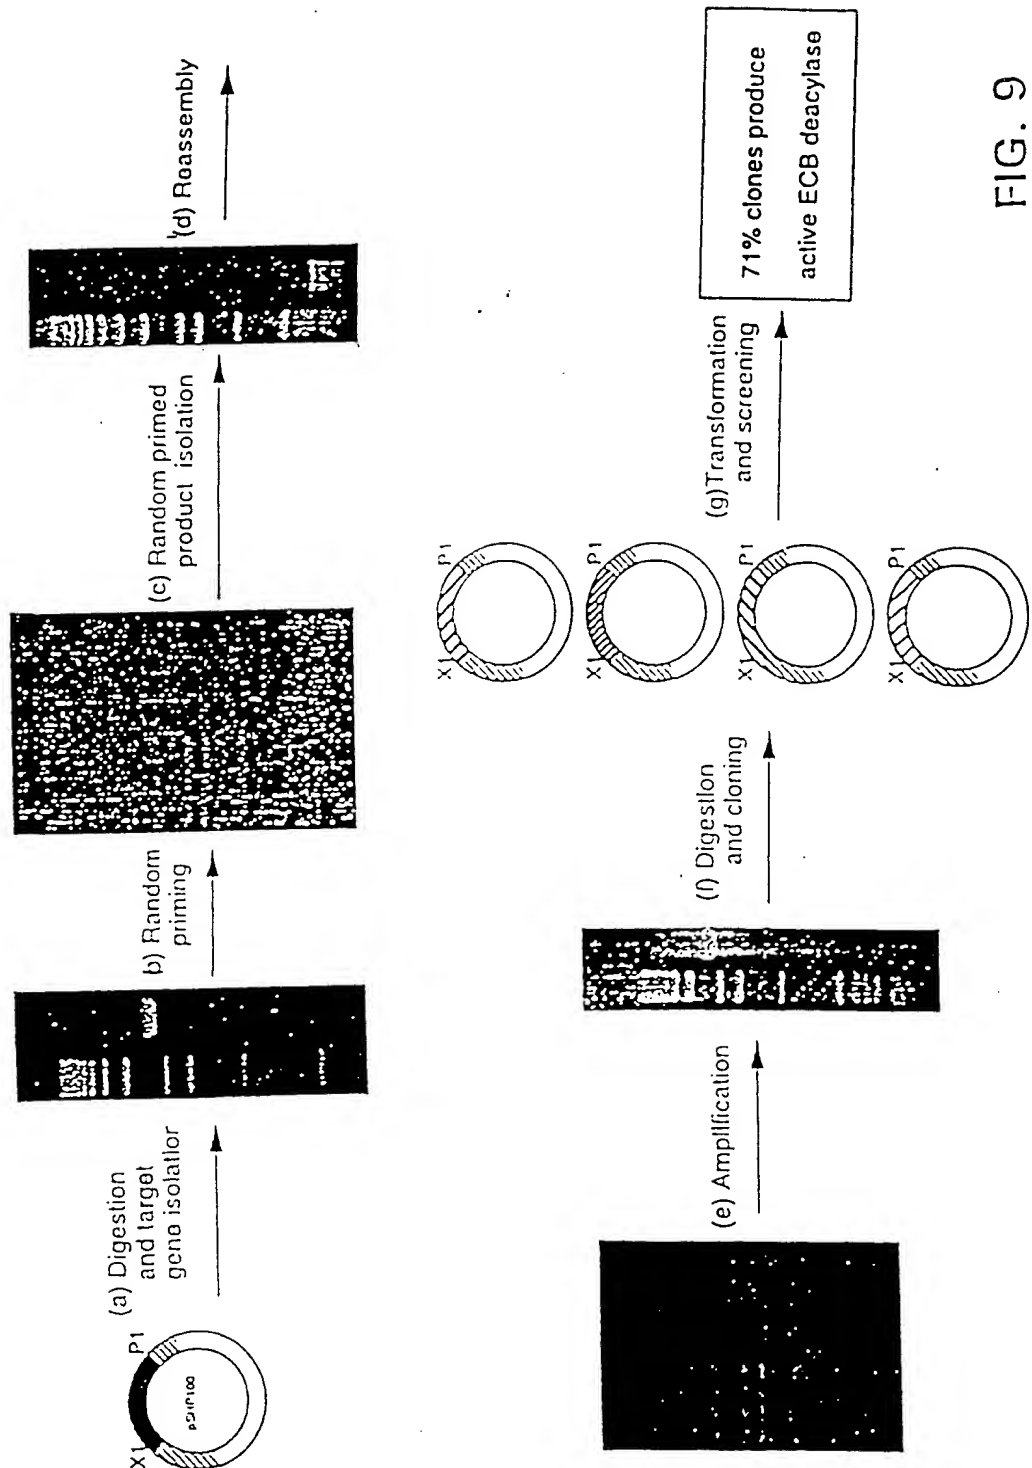 X1
P1
(a) Digestion
and target
gene isolation
b) Random
priming
(c) Random primed
product isolation
(d) Reassembly
(e) Amplification
(f) Digestion
and cloning
X1
P1
X1
P1
X1
P1
X1
P1
(g)Transformation
and screening
71% clones produce
active ECB deacylase
FIG. 9